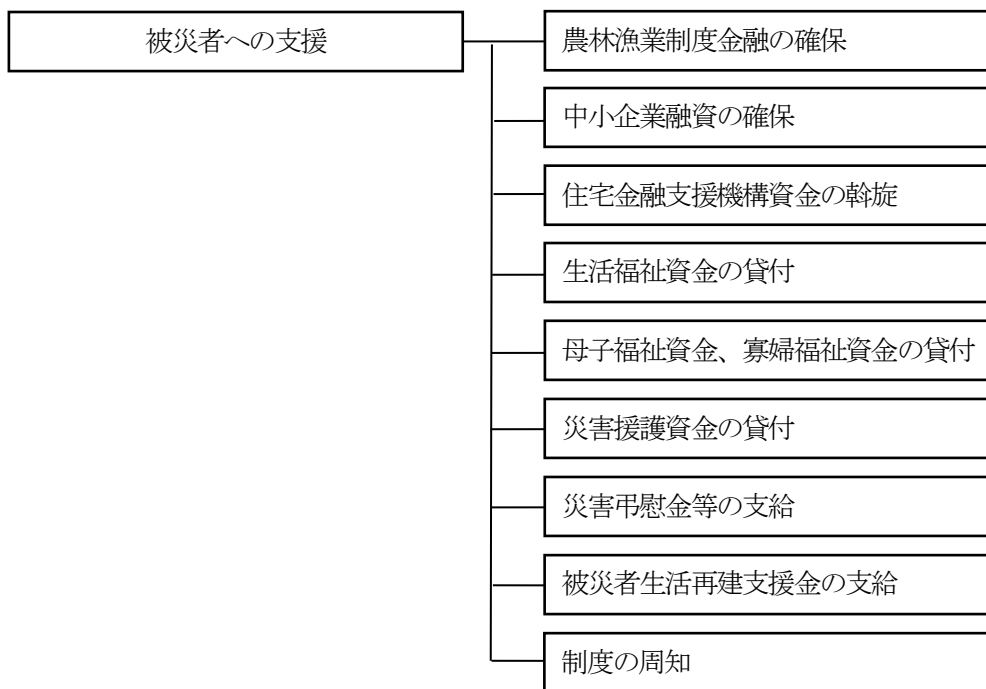 被災者への支援
農林漁業制度金融の確保
中小企業融資の確保
住宅金融支援機構資金の斡旋
生活福祉資金の貸付
母子福祉資金、寡婦福祉資金の貸付
災害援護資金の貸付
災害弔慰金等の支給
被災者生活再建支援金の支給
制度の周知